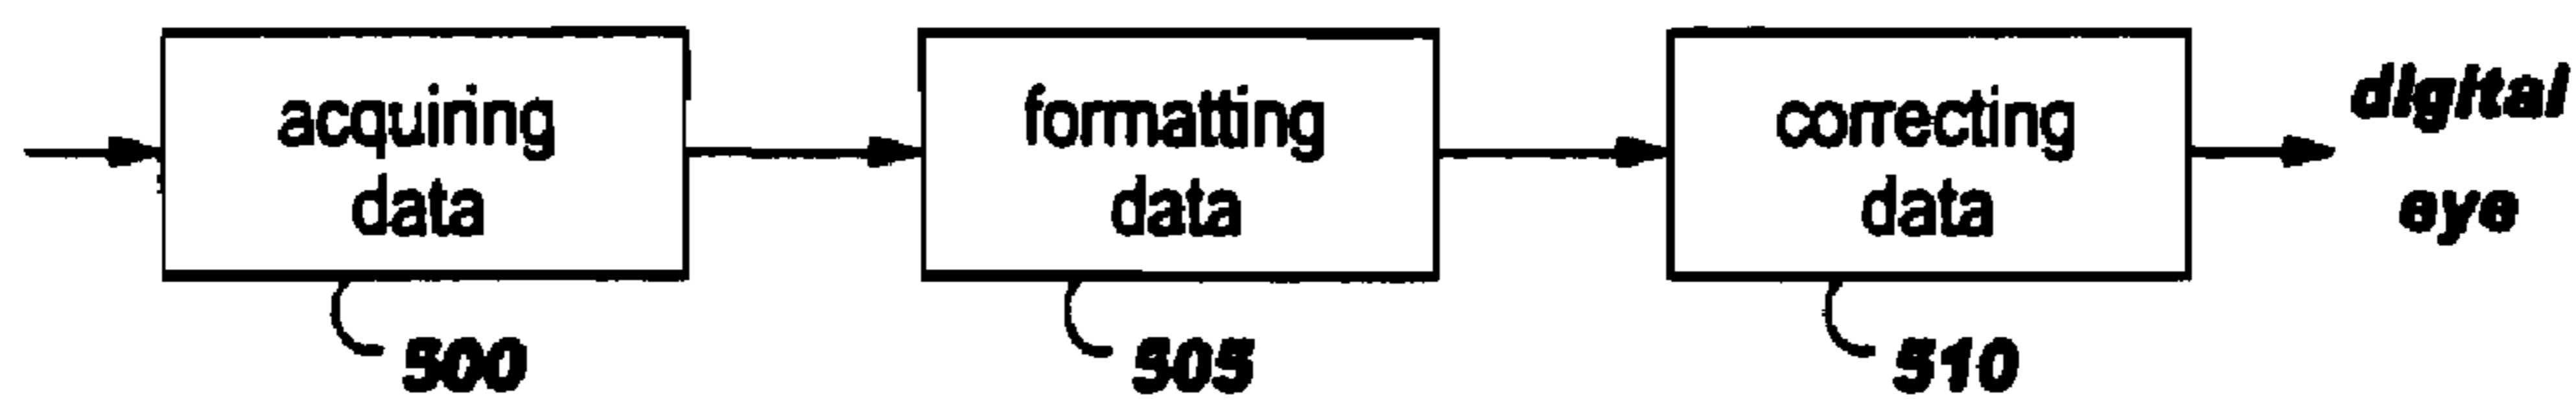 acquiring
data
formatting
data
correcting
data
digital
eye
500
505
510